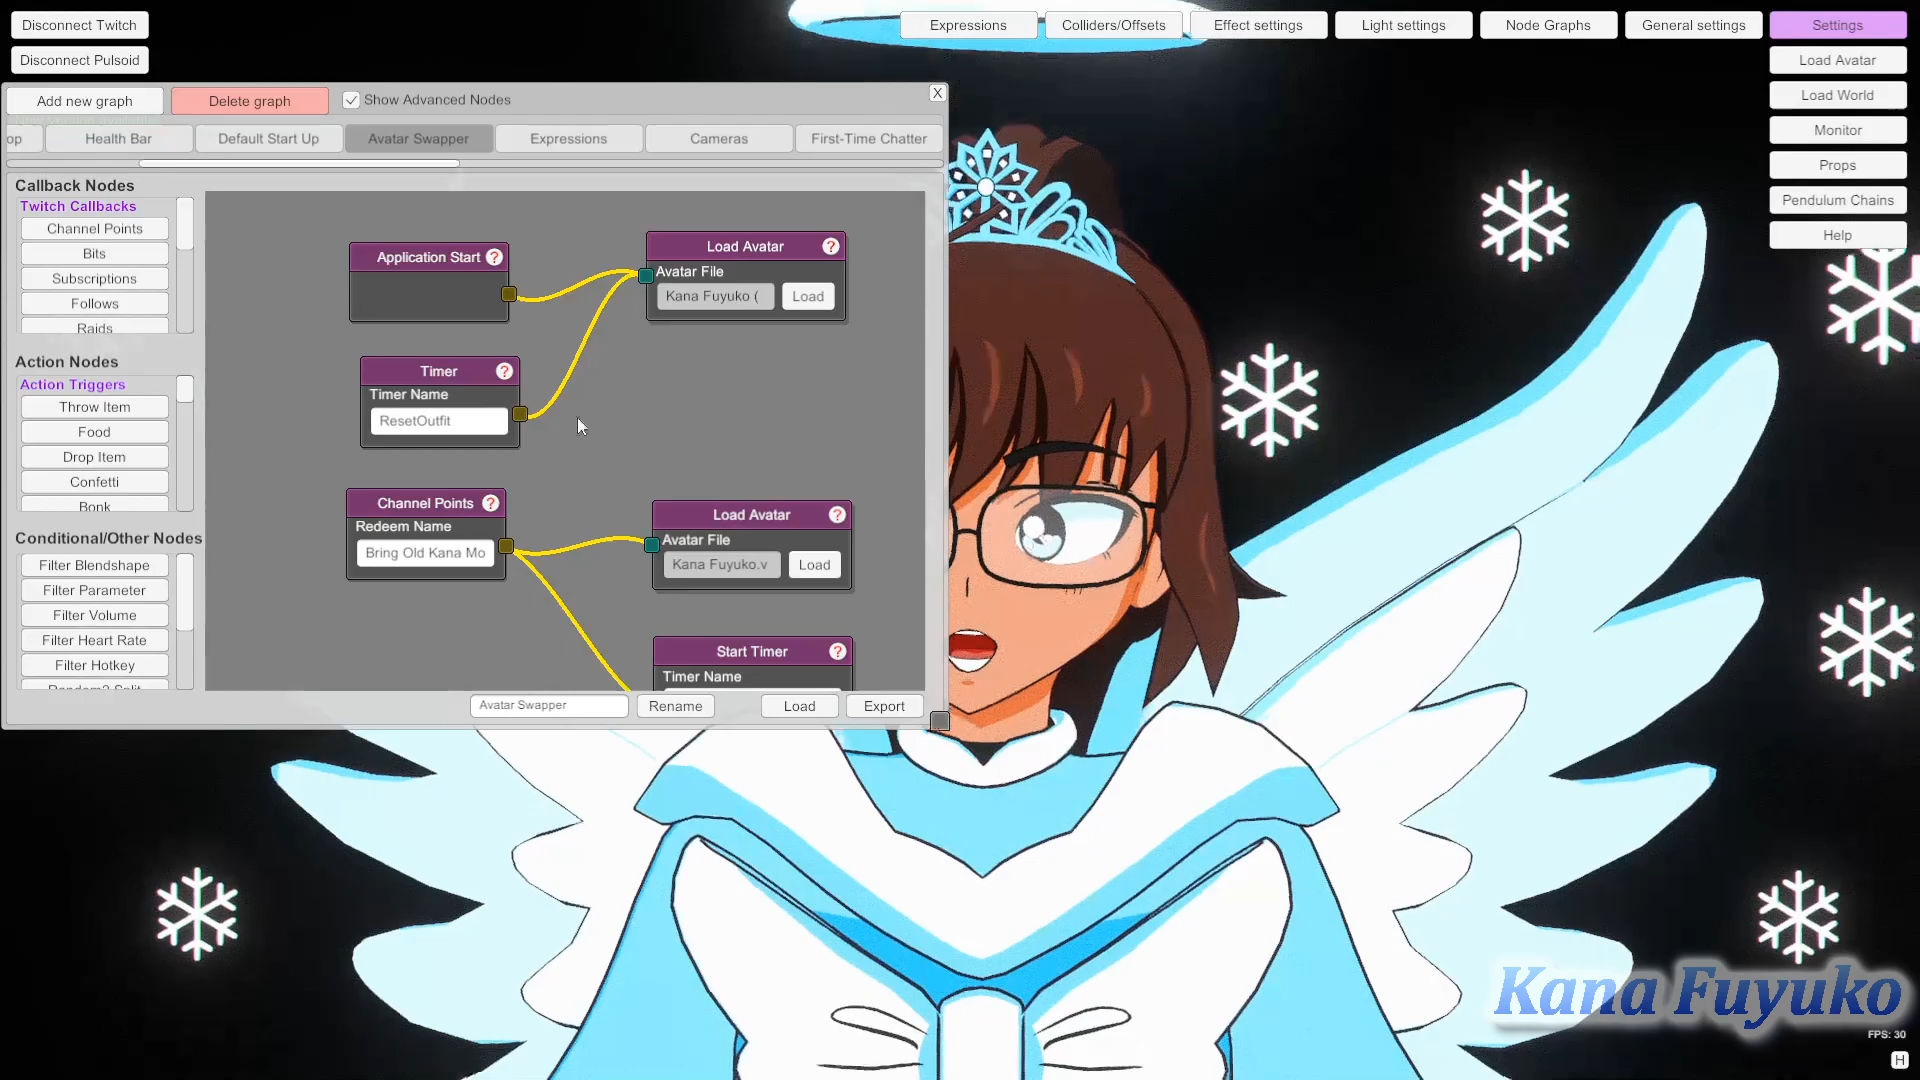 Disconnect Twitch
Disconnect Pulsoid
Expressions
Colliders/Offsets
Effect settings
Light settings
Node Graphs
General settings
Settings
Load Avatar
Load World
Monitor
Props
Pendulum Chains
Help
Add new graph
Delete graph
Show Advanced Nodes
X
op
Health Bar
Default Start Up
Avatar Swapper
Expressions
Cameras
First-Time Chatter
Callback Nodes
Twitch Callbacks
Channel Points
Bits
Subscriptions
Follows
Raids
Action Nodes
Action Triggers
Throw Item
Food
Drop Item
Confetti
Bonk
Conditional/Other Nodes
Filter Blendshape
Filter Parameter
Filter Volume
Filter Heart Rate
Filter Hotkey
Random2 Split
Application Start ?
Load Avatar ?
Avatar File
Kana Fuyuko (
Load
Timer ?
Timer Name
ResetOutfit
Channel Points ?
Redeem Name
Bring Old Kana Mo
Load Avatar ?
Avatar File
Kana Fuyuko.v
Load
Start Timer ?
Timer Name
Avatar Swapper
Rename
Load
Export
Kana Fuyuko
FPS: 30
H